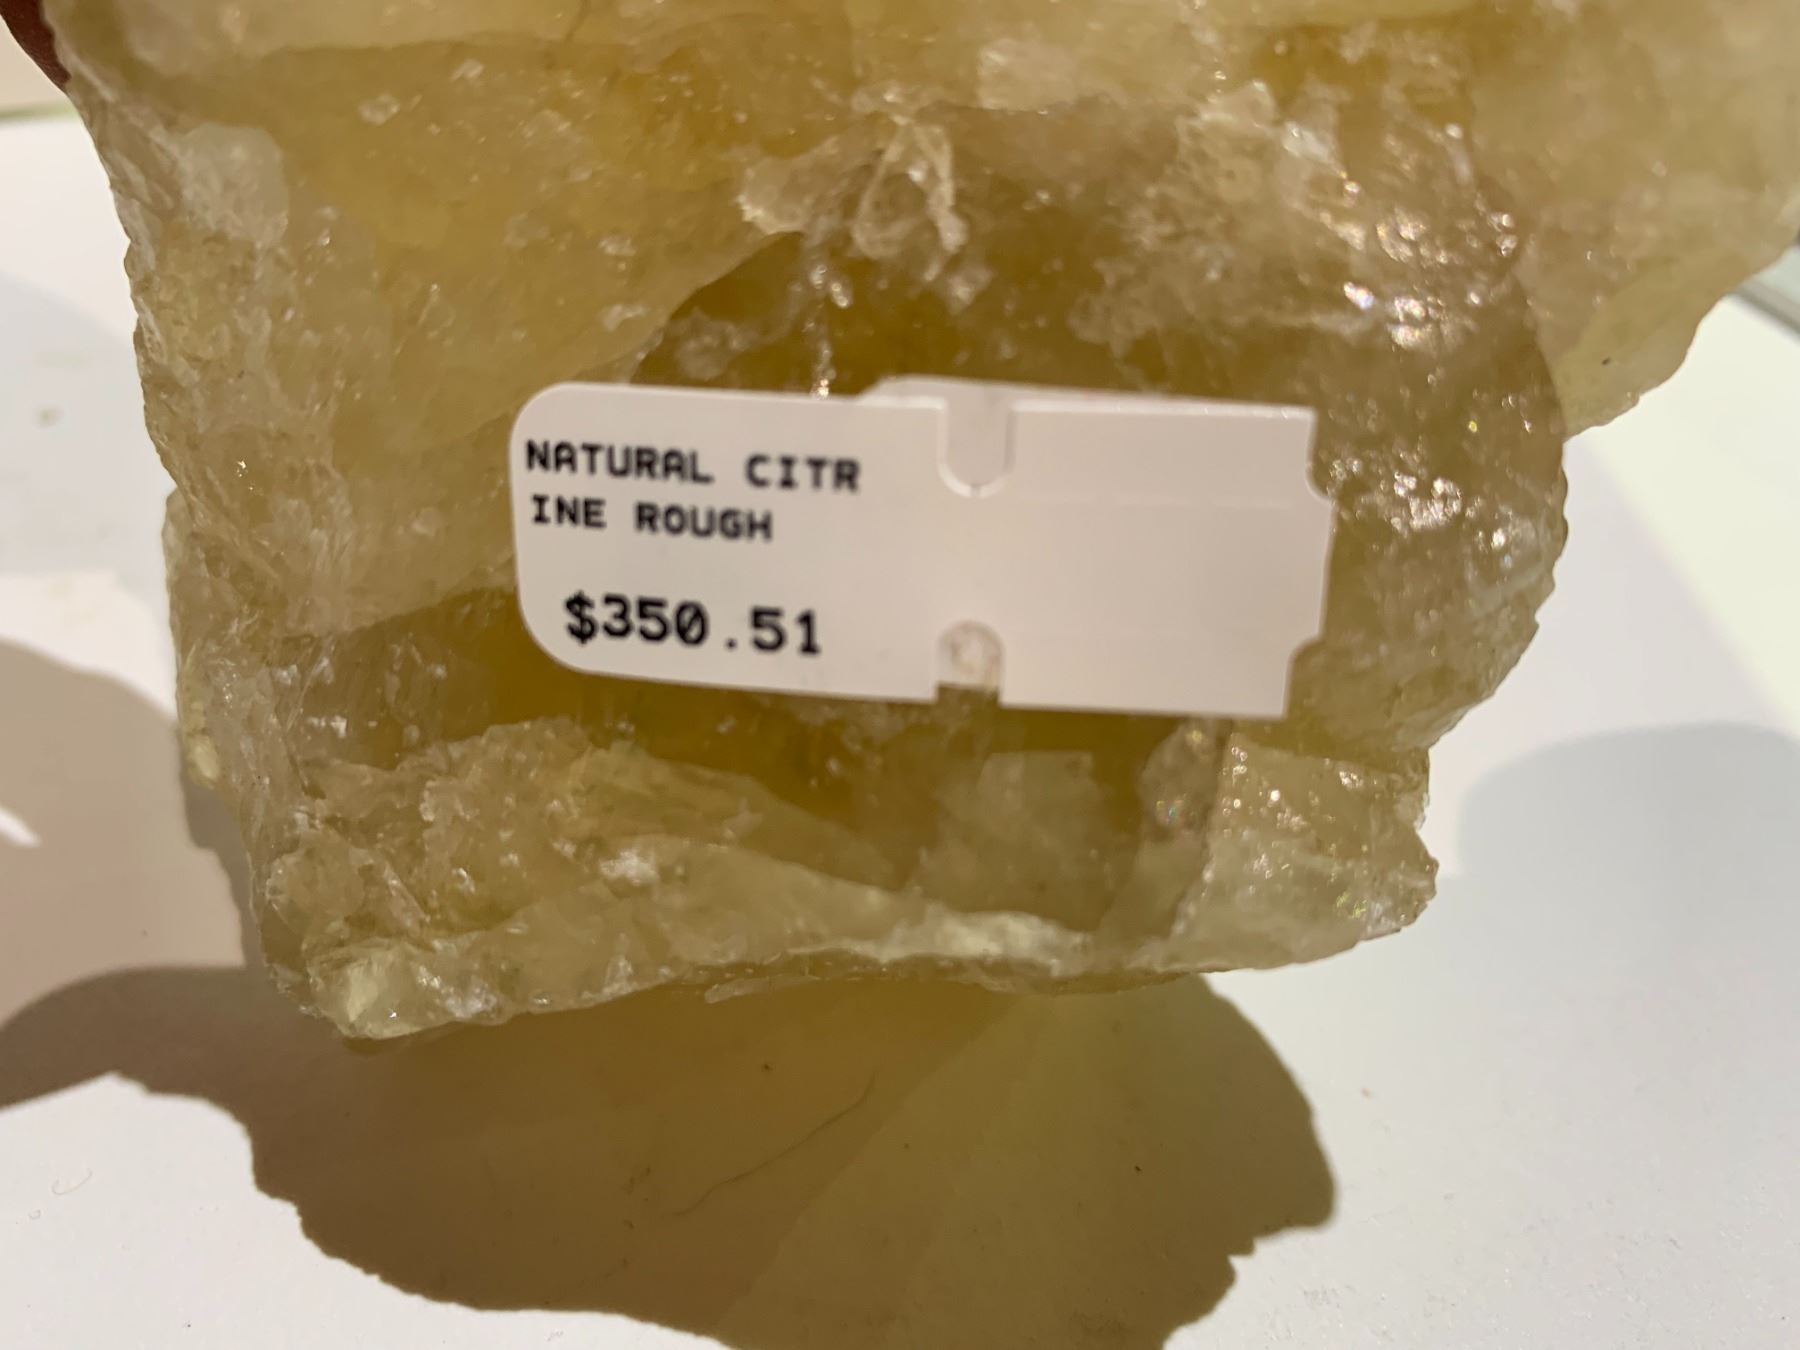 NATURAL CITR
INE ROUGH
$350.51